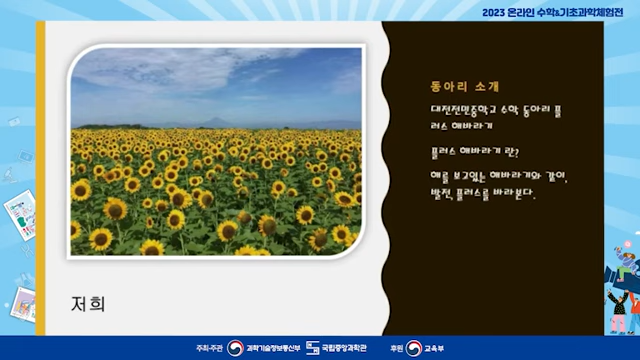 2023 온라인 수학&기초과학체험전
동아리 소개
대전전민중학교 수학 동아리 플
러스 해바라기
플러스 해바라기 란?
해를 보고있는 해바라기와 같이,
발전, 플러스를 바라본다.
저희
주최·주관 과학기술정보통신부 국립중앙과학관 후원 교육부